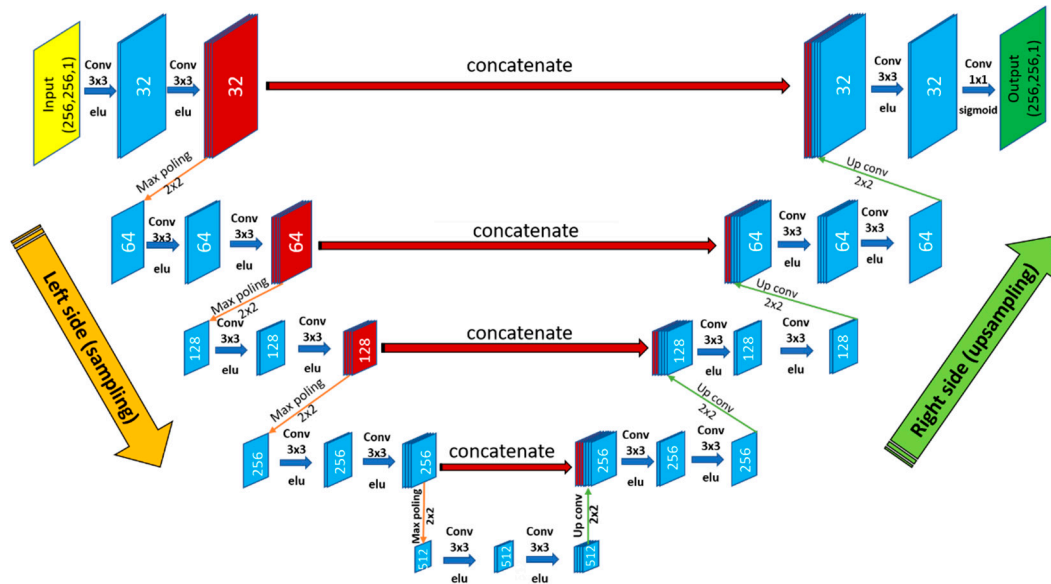 Input
(256,256,1)
Conv
3x3
elu
32
Conv
3x3
elu
32
concatenate
32
Conv
3x3
elu
32
Conv
1x1
sigmoid
Output
(256,256,1)
Max poling
2x2
Up conv
2x2
64
Conv
3x3
elu
64
Conv
3x3
elu
64
concatenate
64
Conv
3x3
elu
64
Conv
3x3
elu
64
Max poling
2x2
Up conv
2x2
128
Conv
3x3
elu
128
Conv
3x3
elu
128
concatenate
128
Conv
3x3
elu
128
Conv
3x3
elu
128
Max poling
2x2
Up conv
2x2
256
Conv
3x3
elu
256
Conv
3x3
elu
256
concatenate
256
Conv
3x3
elu
256
Conv
3x3
elu
256
Max poling
2x2
Up conv
2x2
512
Conv
3x3
elu
512
Conv
3x3
elu
512
Left side (sampling)
Right side (upsampling)